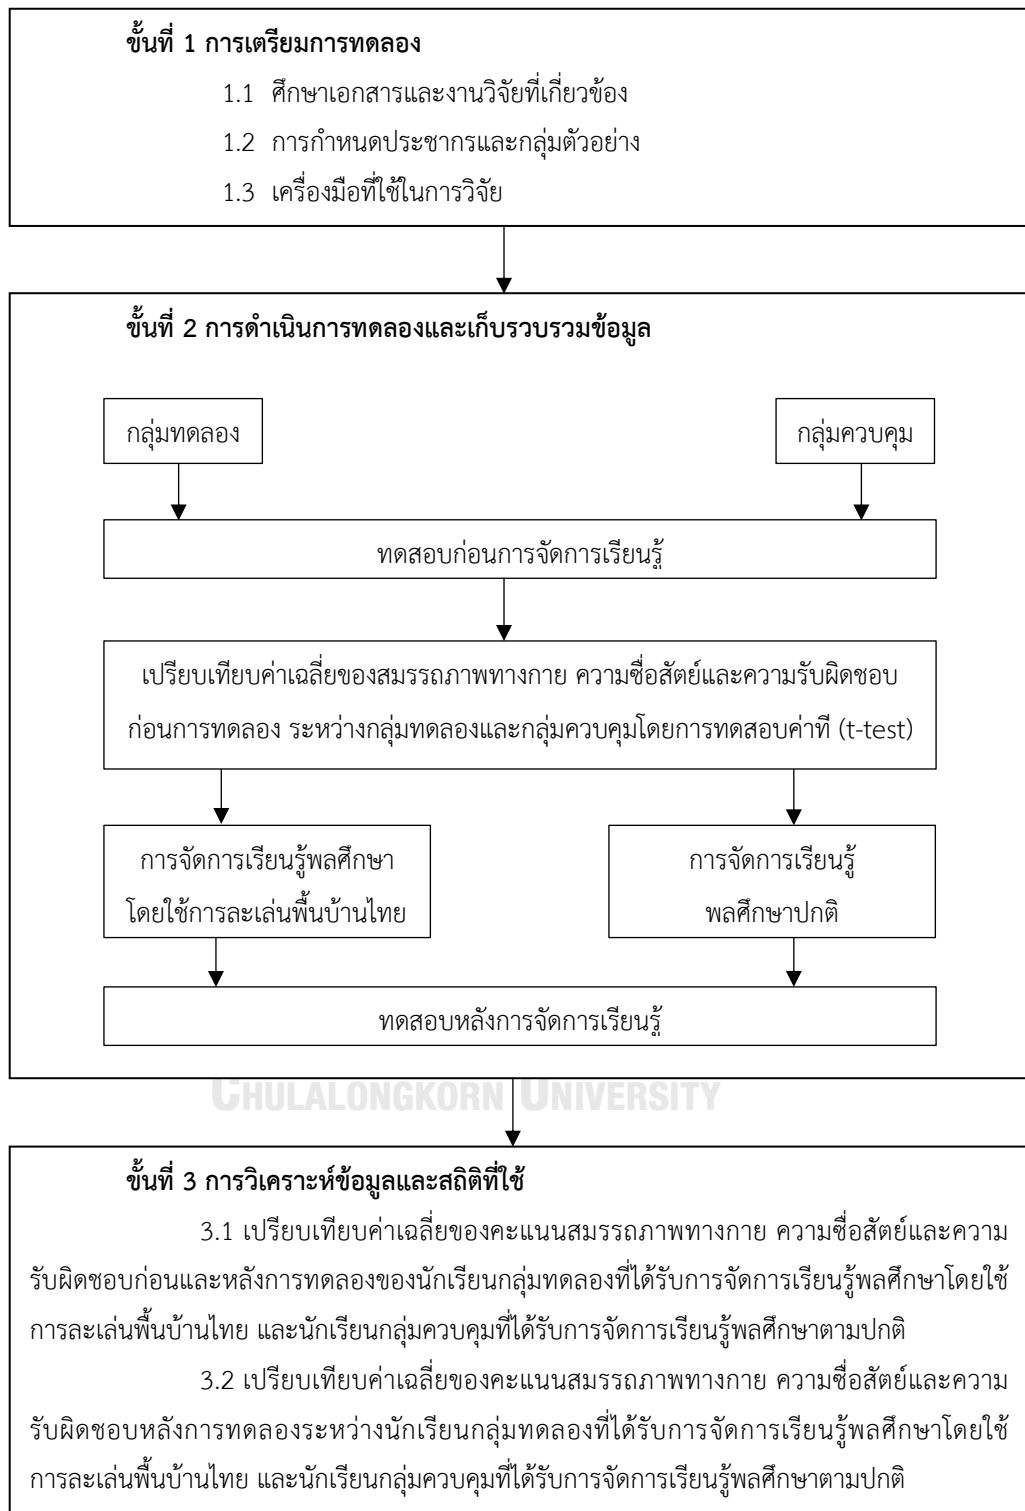 ขั้นที่ 1 การเตรียมการทดลอง
1.1 ศึกษาเอกสารและงานวิจัยที่เกี่ยวข้อง
1.2 การกำหนดประชากรและกลุ่มตัวอย่าง
1.3 เครื่องมือที่ใช้ในการวิจัย
ขั้นที่ 2 การดำเนินการทดลองและเก็บรวบรวมข้อมูล
กลุ่มทดลอง
กลุ่มควบคุม
ทดสอบก่อนการจัดการเรียนรู้
เปรียบเทียบค่าเฉลี่ยของสมรรถภาพทางกาย ความซื่อสัตย์และความรับผิดชอบ
ก่อนการทดลอง ระหว่างกลุ่มทดลองและกลุ่มควบคุมโดยการทดสอบค่าที (t-test)
การจัดการเรียนรู้พลศึกษา
โดยใช้การละเล่นพื้นบ้านไทย
การจัดการเรียนรู้
พลศึกษาปกติ
ทดสอบหลังการจัดการเรียนรู้
CHULALONGKORN UNIVERSITY
ขั้นที่ 3 การวิเคราะห์ข้อมูลและสถิติที่ใช้
3.1 เปรียบเทียบค่าเฉลี่ยของคะแนนสมรรถภาพทางกาย ความซื่อสัตย์และความ
รับผิดชอบก่อนและหลังการทดลองของนักเรียนกลุ่มทดลองที่ได้รับการจัดการเรียนรู้พลศึกษาโดยใช้
การละเล่นพื้นบ้านไทย และนักเรียนกลุ่มควบคุมที่ได้รับการจัดการเรียนรู้พลศึกษาตามปกติ
3.2 เปรียบเทียบค่าเฉลี่ยของคะแนนสมรรถภาพทางกาย ความซื่อสัตย์และความ
รับผิดชอบหลังการทดลองระหว่างนักเรียนกลุ่มทดลองที่ได้รับการจัดการเรียนรู้พลศึกษาโดยใช้
การละเล่นพื้นบ้านไทย และนักเรียนกลุ่มควบคุมที่ได้รับการจัดการเรียนรู้พลศึกษาตามปกติ